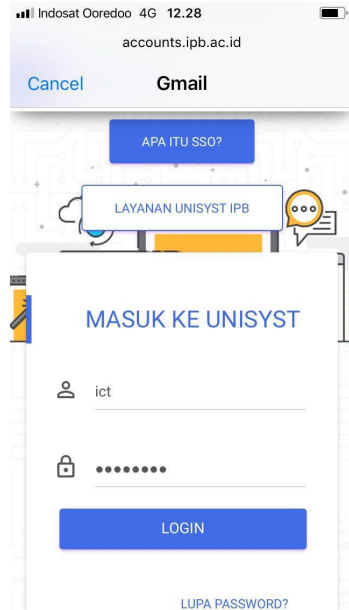 Indosat Ooredoo 4G 12.28
accounts.ipb.ac.id
Cancel Gmail
APA ITU SSO?
LAYANAN UNISYST IPB
MASUK KE UNISYST
ict
●●●●●●●●
LOGIN
LUPA PASSWORD?